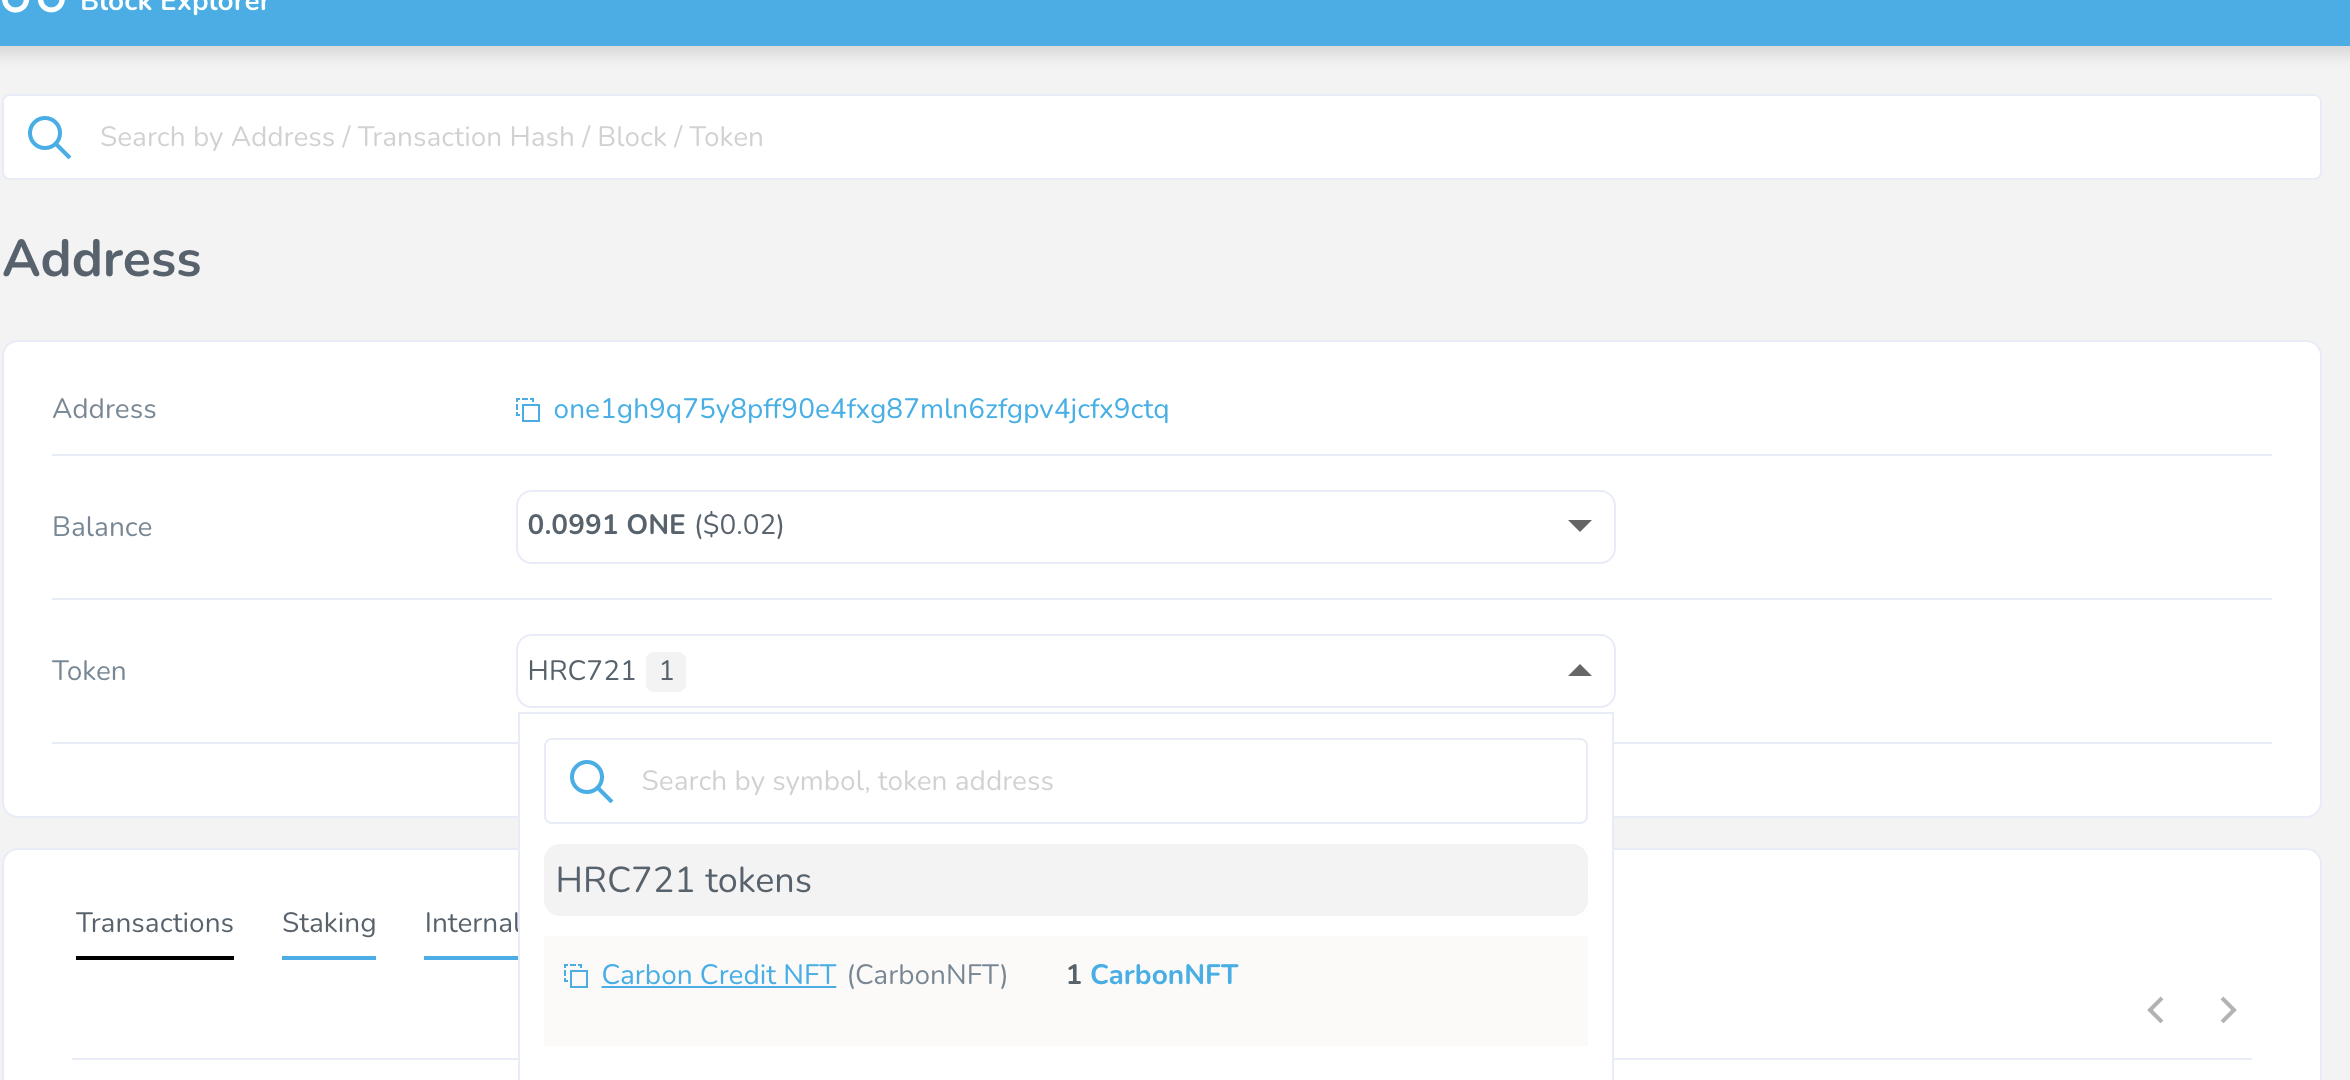 Block Explorer
Search by Address / Transaction Hash / Block / Token
Address
Address one1gh9q75y8pff90e4fxg87mln6zfgpv4jcfx9ctq
Balance 0.0991 ONE ($0.02)
Token HRC721 1
Search by symbol, token address
HRC721 tokens
Transactions Staking Internal
Carbon Credit NFT (CarbonNFT) 1 CarbonNFT